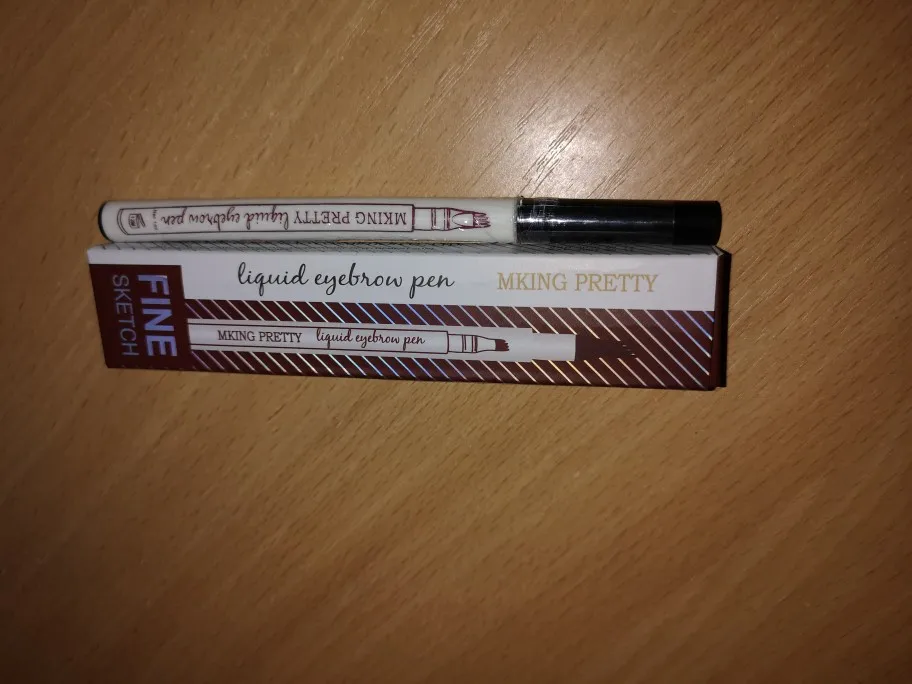 MKING PRETTY liquid eyebrow pen
liquid eyebrow pen MKING PRETTY
FINE
SKETCH
MKING PRETTY liquid eyebrow pen